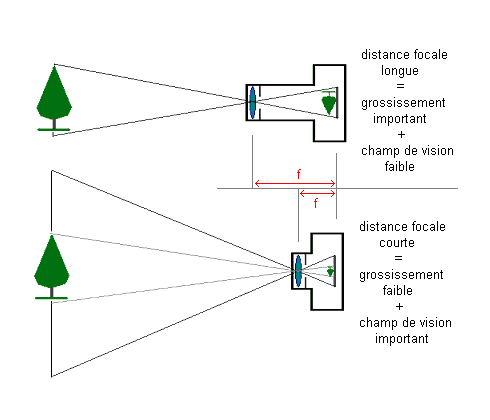 distance focale
longue
=
grossissement
important
+
champ de vision
faible
f
f
distance focale
courte
=
grossissement
faible
+
champ de vision
important